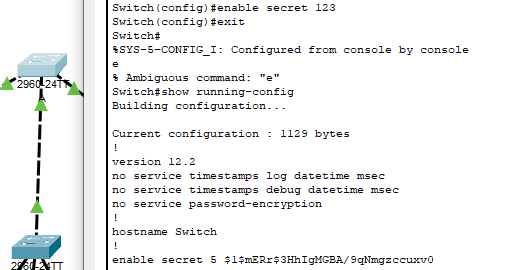 Switch(config)#enable secret 123
Switch(config)#exit
Switch#
%SYS-5-CONFIG_I: Configured from console by console
e
% Ambiguous command: "e"
Switch#show running-config
Building configuration...
Current configuration : 1129 bytes
!
version 12.2
no service timestamps log datetime msec
no service timestamps debug datetime msec
no service password-encryption
!
hostname Switch
!
enable secret 5 $1$mERr$3HhIgMGBA/9qNmgzccuxv0
2960-24TT
2960-24TT